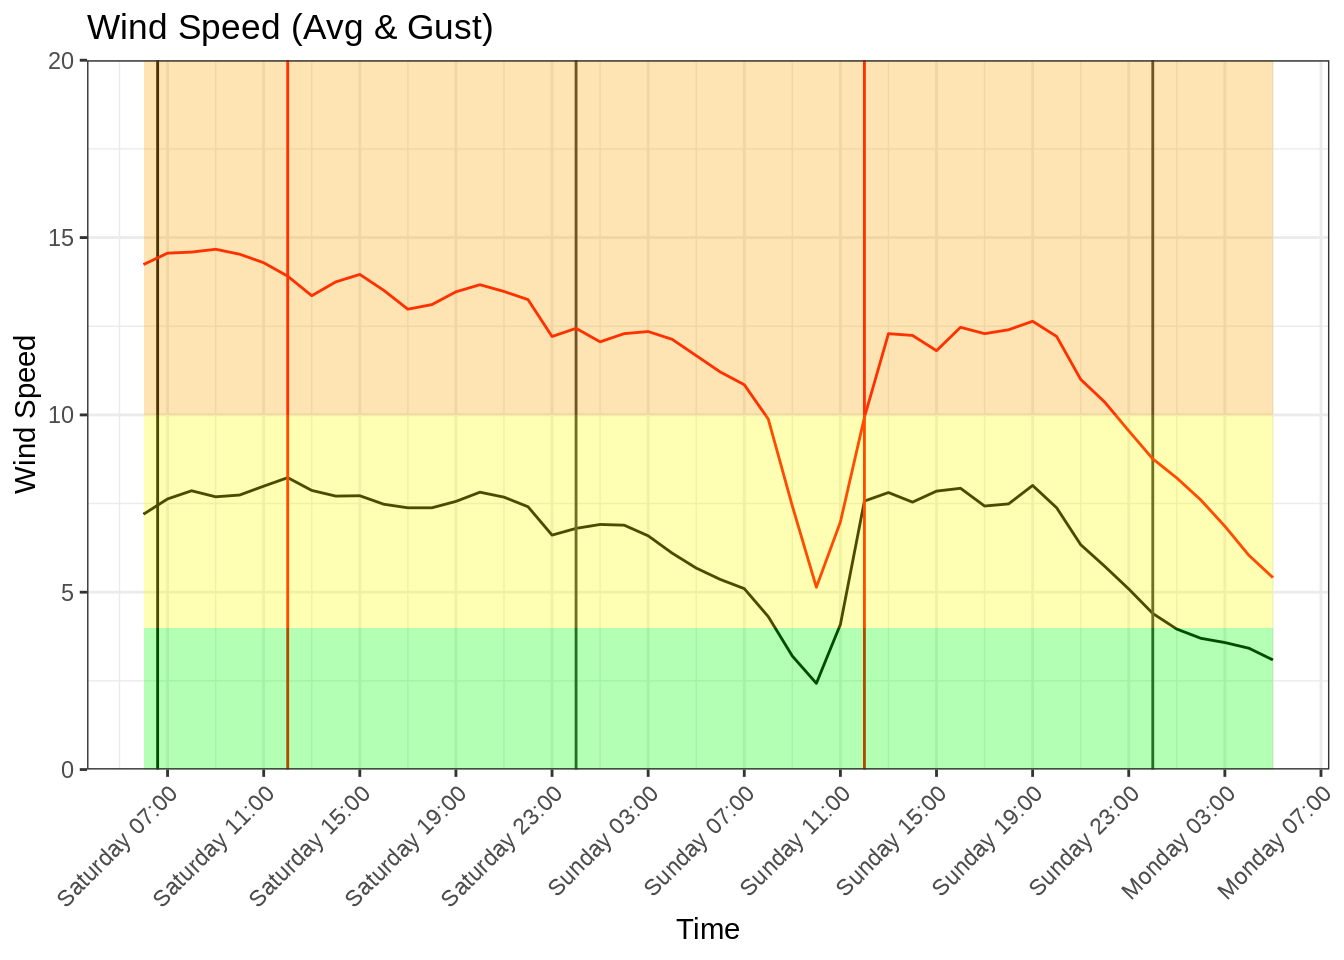 Wind Speed (Avg & Gust)
20
15
10
5
0
Wind Speed
Saturday 07:00
Saturday 11:00
Saturday 15:00
Saturday 19:00
Saturday 23:00
Sunday 03:00
Sunday 07:00
Sunday 11:00
Sunday 15:00
Sunday 19:00
Sunday 23:00
Monday 03:00
Monday 07:00
Time